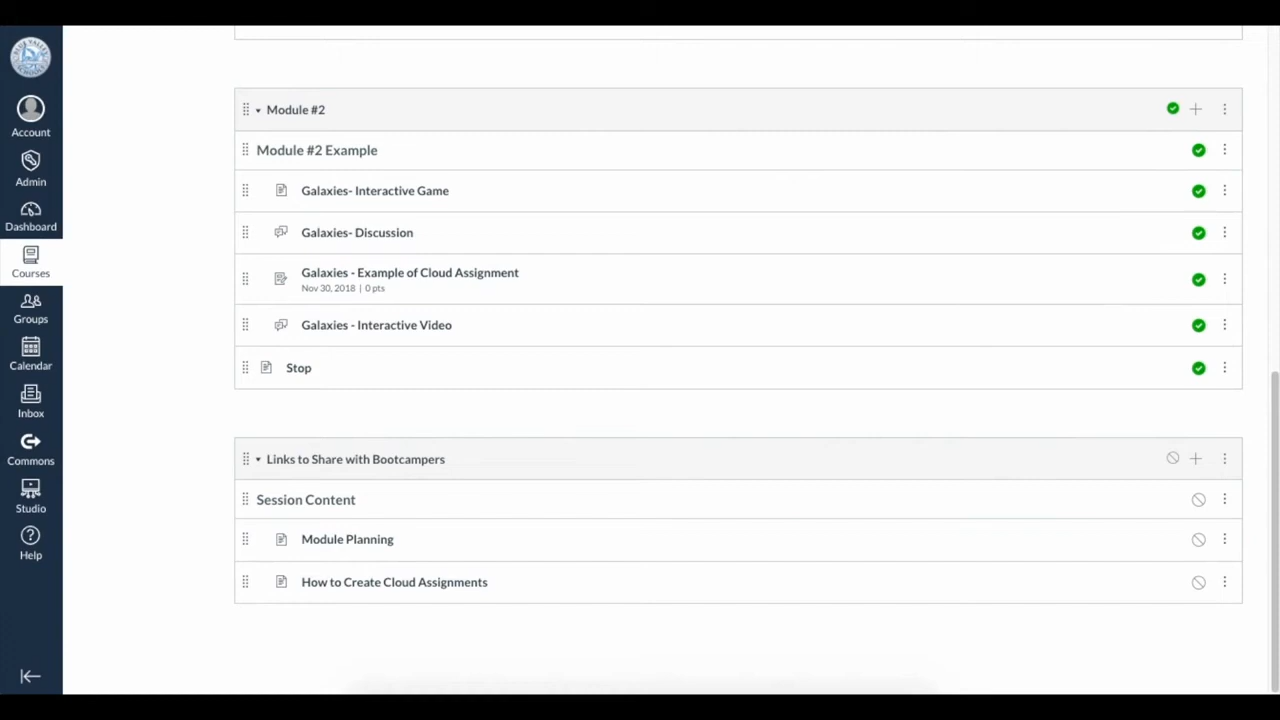 Account
Admin
Dashboard
Courses
Groups
Calendar
Inbox
Commons
Studio
Help
Module #2
Module #2 Example
Galaxies- Interactive Game
Galaxies- Discussion
Galaxies - Example of Cloud Assignment
Nov 30, 2018 | 0 pts
Galaxies - Interactive Video
Stop
Links to Share with Bootcampers
Session Content
Module Planning
How to Create Cloud Assignments